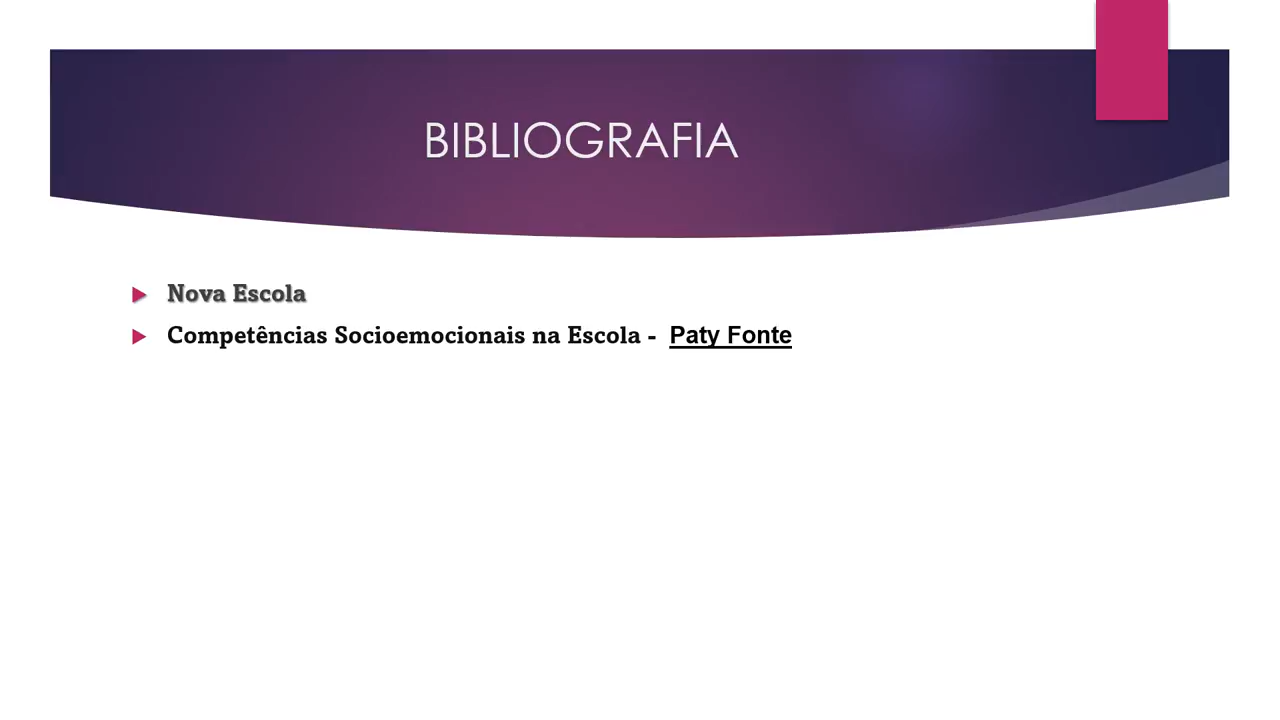 BIBLIOGRAFIA
Nova Escola
Competências Socioemocionais na Escola - Paty Fonte